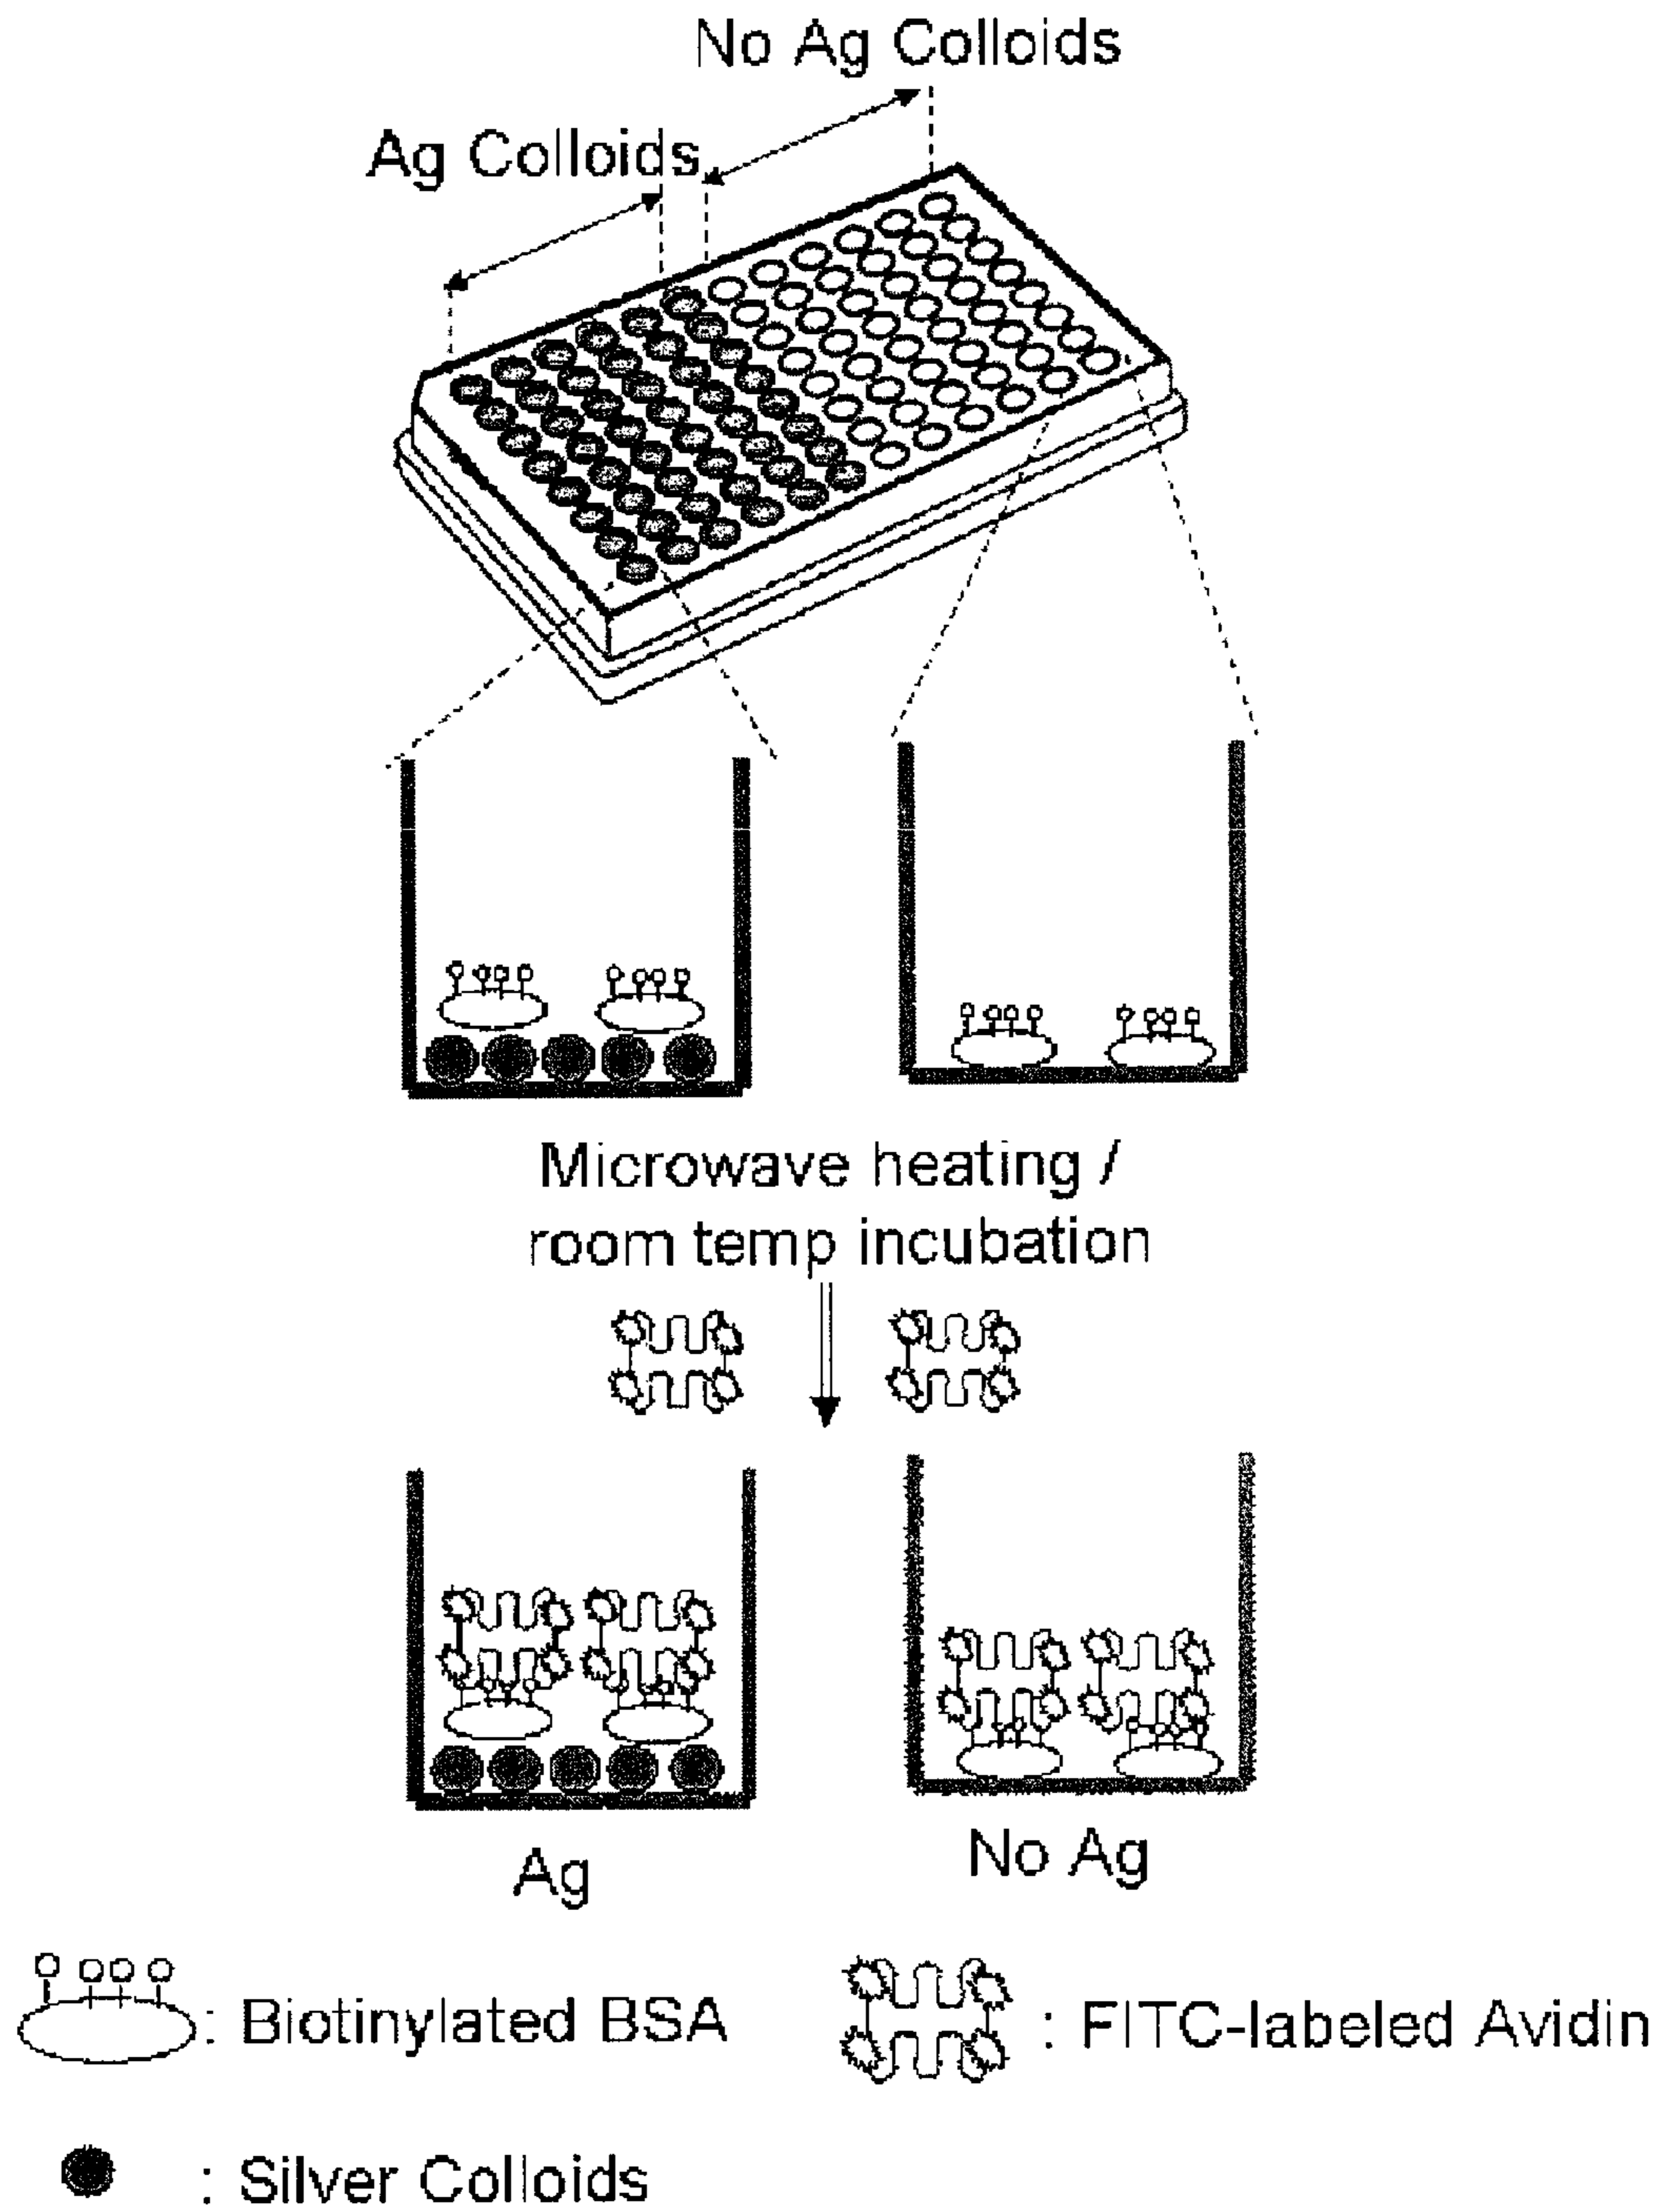 No Ag Colloids
Ag Colloids
Microwave heating /
room temp incubation
Ag
No Ag
: Biotinylated BSA
: FITC-labeled Avidin
: Silver Colloids